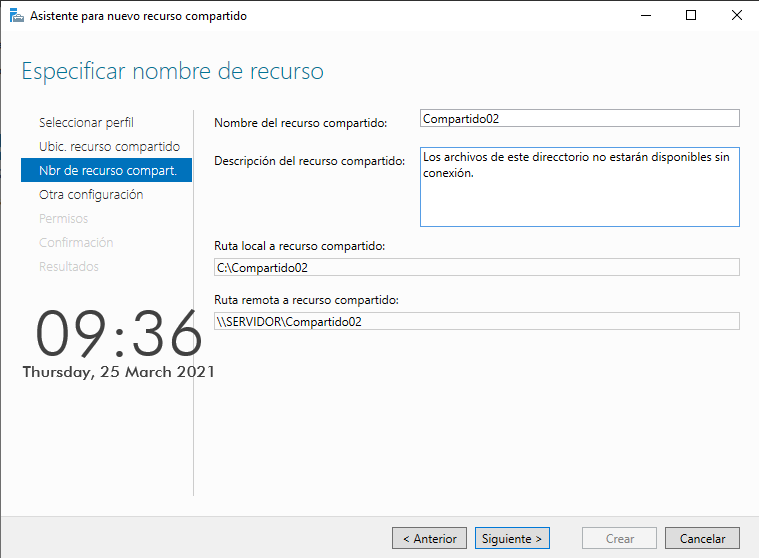 Asistente para nuevo recurso compartido
Especificar nombre de recurso
Seleccionar perfil
Ubic. recurso compartido
Nbr de recurso compart.
Otra configuración
Permisos
Confirmación
Resultados
09:36
Thursday, 25 March 2021
Nombre del recurso compartido:
Compartido02
Descripción del recurso compartido:
Los archivos de este direcctorio no estarán disponibles sin
conexión.
Ruta local a recurso compartido:
C:\Compartido02
Ruta remota a recurso compartido:
\\SERVIDOR\Compartido02
< Anterior
Siguiente >
Crear
Cancelar